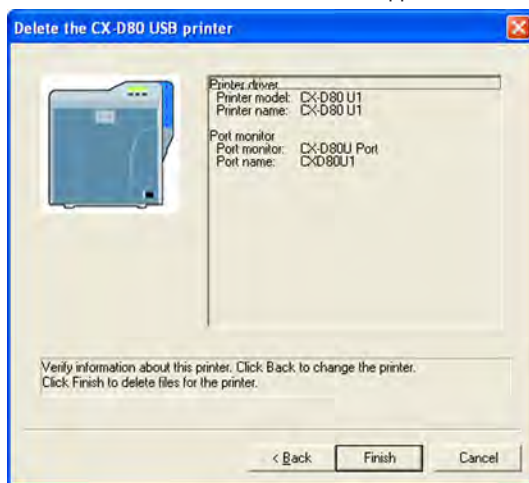 Delete the CX-D80 USB printer
Printer driver
Printer model: CX-D80 U1
Printer name: CX-D80 U1
Port monitor
Port monitor: CX-D80U Port
Port name: CXD80U1
Verify information about this printer. Click Back to change the printer.
Click Finish to delete files for the printer.
< Back Finish Cancel